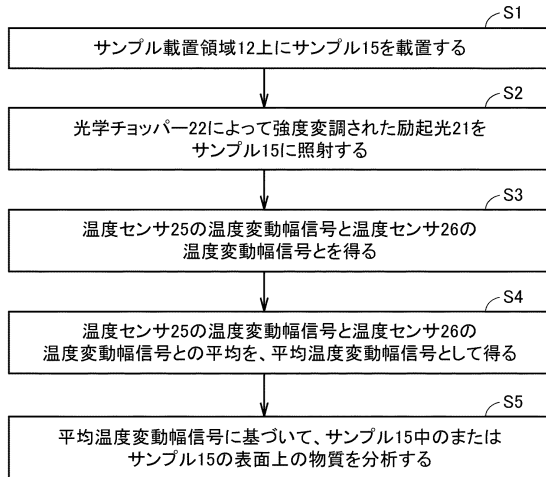 S1
サンプル載置領域12上にサンプル15を載置する
S2
光学チョッパー22によって強度変調された励起光21を
サンプル15に照射する
S3
温度センサ25の温度変動幅信号と温度センサ26の
温度変動幅信号とを得る
S4
温度センサ25の温度変動幅信号と温度センサ26の
温度変動幅信号との平均を、平均温度変動幅信号として得る
S5
平均温度変動幅信号に基づいて、サンプル15中のまたは
サンプル15の表面上の物質を分析する